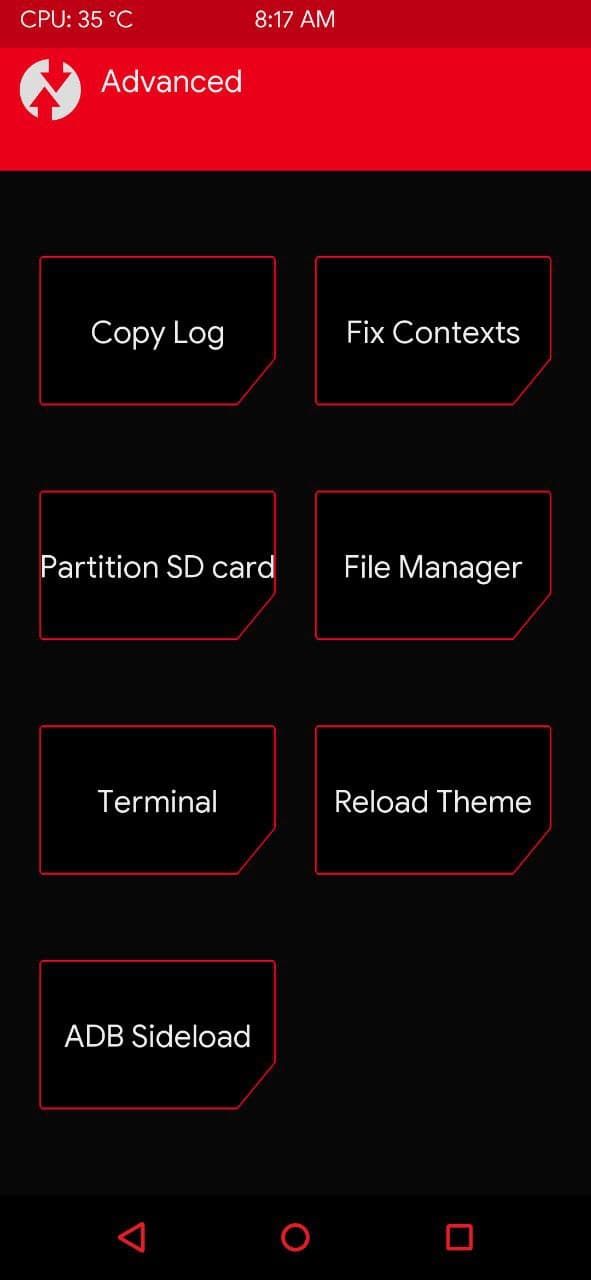 CPU: 35 °C 8:17 AM
Advanced
Copy Log
Fix Contexts
Partition SD card
File Manager
Terminal
Reload Theme
ADB Sideload